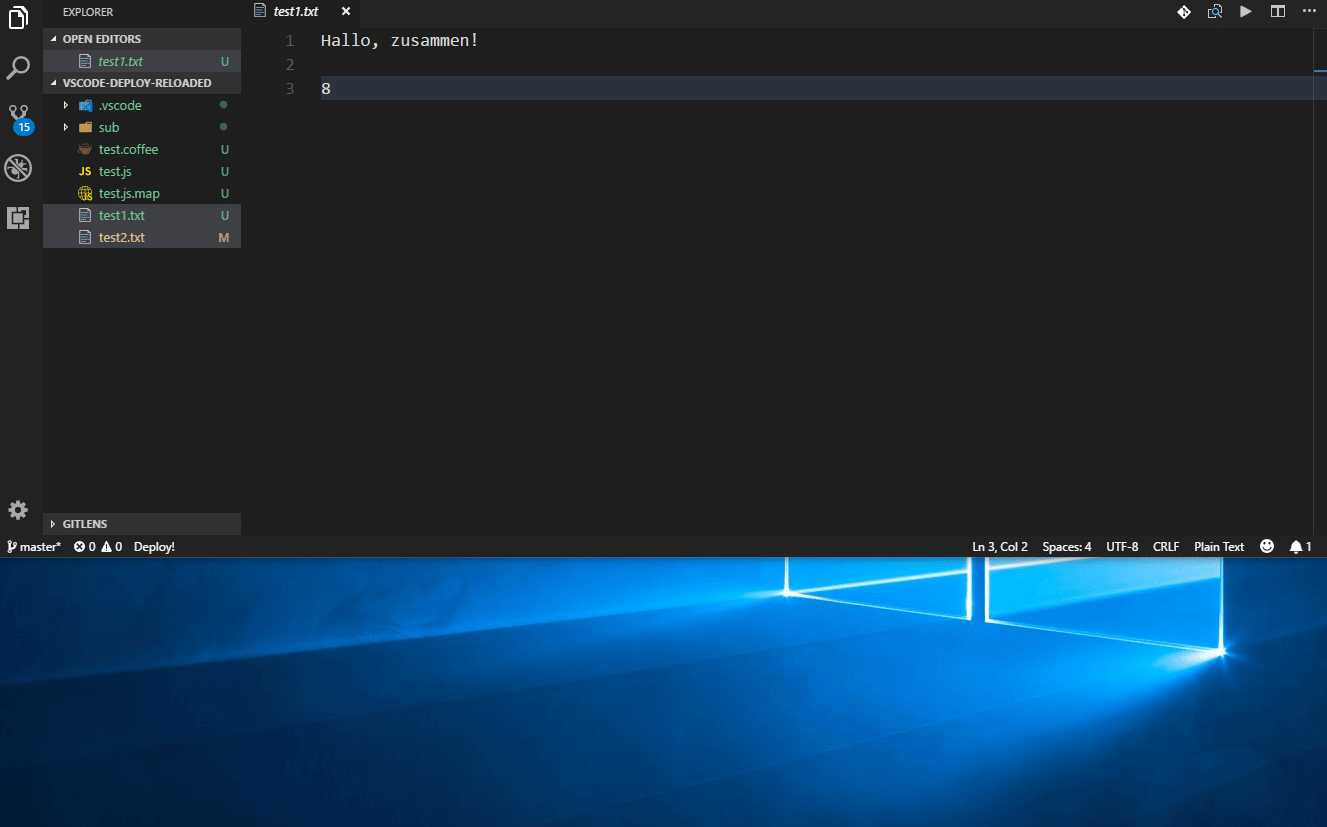 EXPLORER
test1.txt
OPEN EDITORS
test1.txt U
VSCODE-DEPLOY-RELOADED
.vscode
sub
test.coffee U
JS test.js U
JS test.js.map U
test1.txt U
test2.txt M
GITLENS
15
1 Hallo, zusammen!
2
3 8
master* 0 0 Deploy! Ln 3, Col 2 Spaces: 4 UTF-8 CRLF Plain Text 1